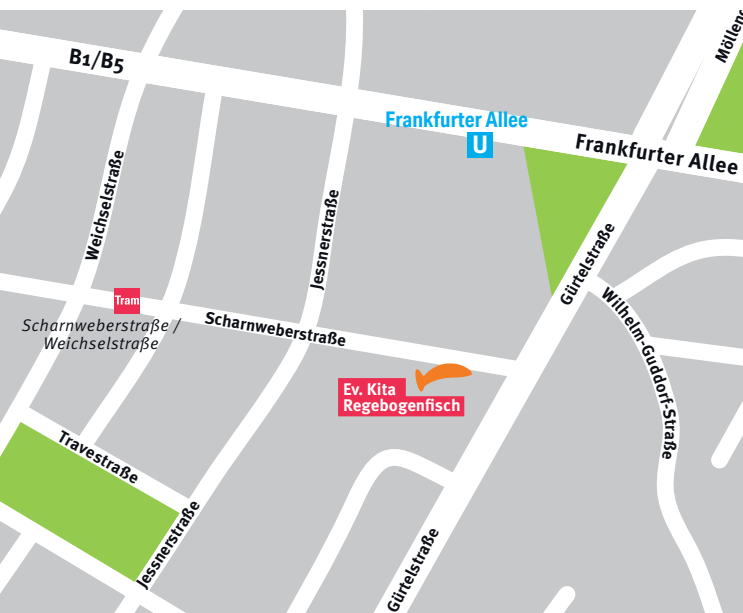 Möllend
B1/B5
Frankfurter Allee
U
Frankfurter Allee
Weichselstraße
Jessnerstraße
Gürtelstraße
Tram
Scharnweberstraße /
Weichselstraße
Scharnweberstraße
Wilhelm-Guddorf-Straße
Ev. Kita
Regebogenfisch
Travestraße
Jessnerstraße
Gürtelstraße